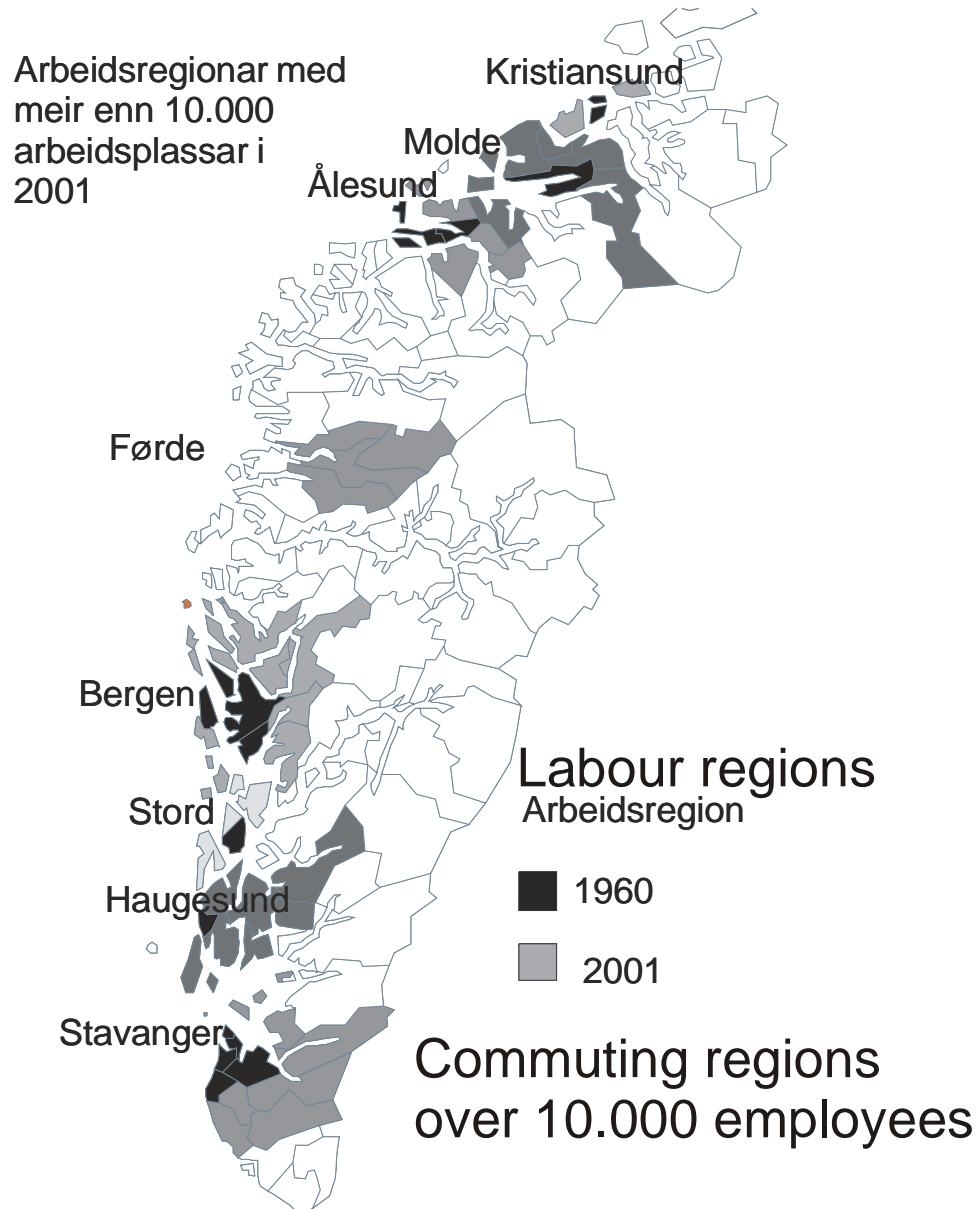 Arbeidsregionar med
meir enn 10.000
arbeidsplassar i
2001
Kristiansund
Molde
Ålesund
Førde
Bergen
Stord
Haugesund
Stavanger
Labour regions
Arbeidsregion
1960
2001
Commuting regions
over 10.000 employees